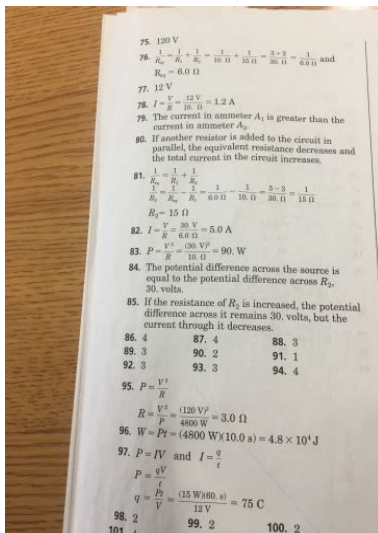 75. 120 V
76. 1/R_eq = 1/R₁ + 1/R₂ = 1/10. Ω + 1/15 Ω = 3 + 2/30. Ω = 1/6.0 Ω and
R_eq = 6.0 Ω
77. 12 V
78. I = V/R = 12 V/10. Ω = 1.2 A
79. The current in ammeter A₁ is greater than the
current in ammeter A₂.
80. If another resistor is added to the circuit in
parallel, the equivalent resistance decreases and
the total current in the circuit increases.
81. 1/R_eq = 1/R₁ + 1/R₂
1/R₂ = 1/R_eq - 1/R₁ = 1/6.0 Ω - 1/10. Ω = 5 - 3/30. Ω = 1/15 Ω
R₂ = 15 Ω
82. I = V/R = 30. V/6.0 Ω = 5.0 A
83. P = V²/R = (30. V)²/10. Ω = 90. W
84. The potential difference across the source is
equal to the potential difference across R₂,
30. volts.
85. If the resistance of R₂ is increased, the potential
difference across it remains 30. volts, but the
current through it decreases.
86. 4 87. 4 88. 3
89. 3 90. 2 91. 1
92. 3 93. 3 94. 4
95. P = V²/R
R = V²/P = (120 V)²/4800 W = 3.0 Ω
96. W = Pt = (4800 W)(10.0 s) = 4.8 × 10⁴ J
97. P = IV and I = q/t
P = qV/t
q = Pt/V = (15 W)(60. s)/12 V = 75 C
98. 2 99. 2 100. 2
101.